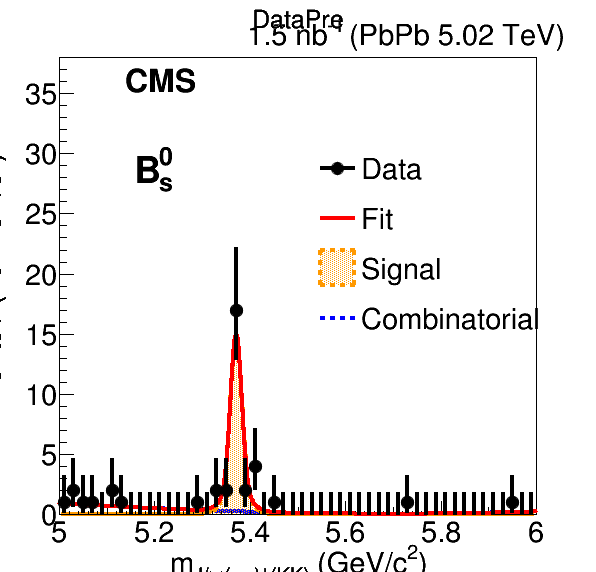 DataPre
1.5 nb⁻¹ (PbPb 5.02 TeV)
CMS
B⁰ₛ
Data
Fit
Signal
Combinatorial
35
30
25
20
15
10
5
0
5 5.2 5.4 5.6 5.8 6
m (GeV/c²)